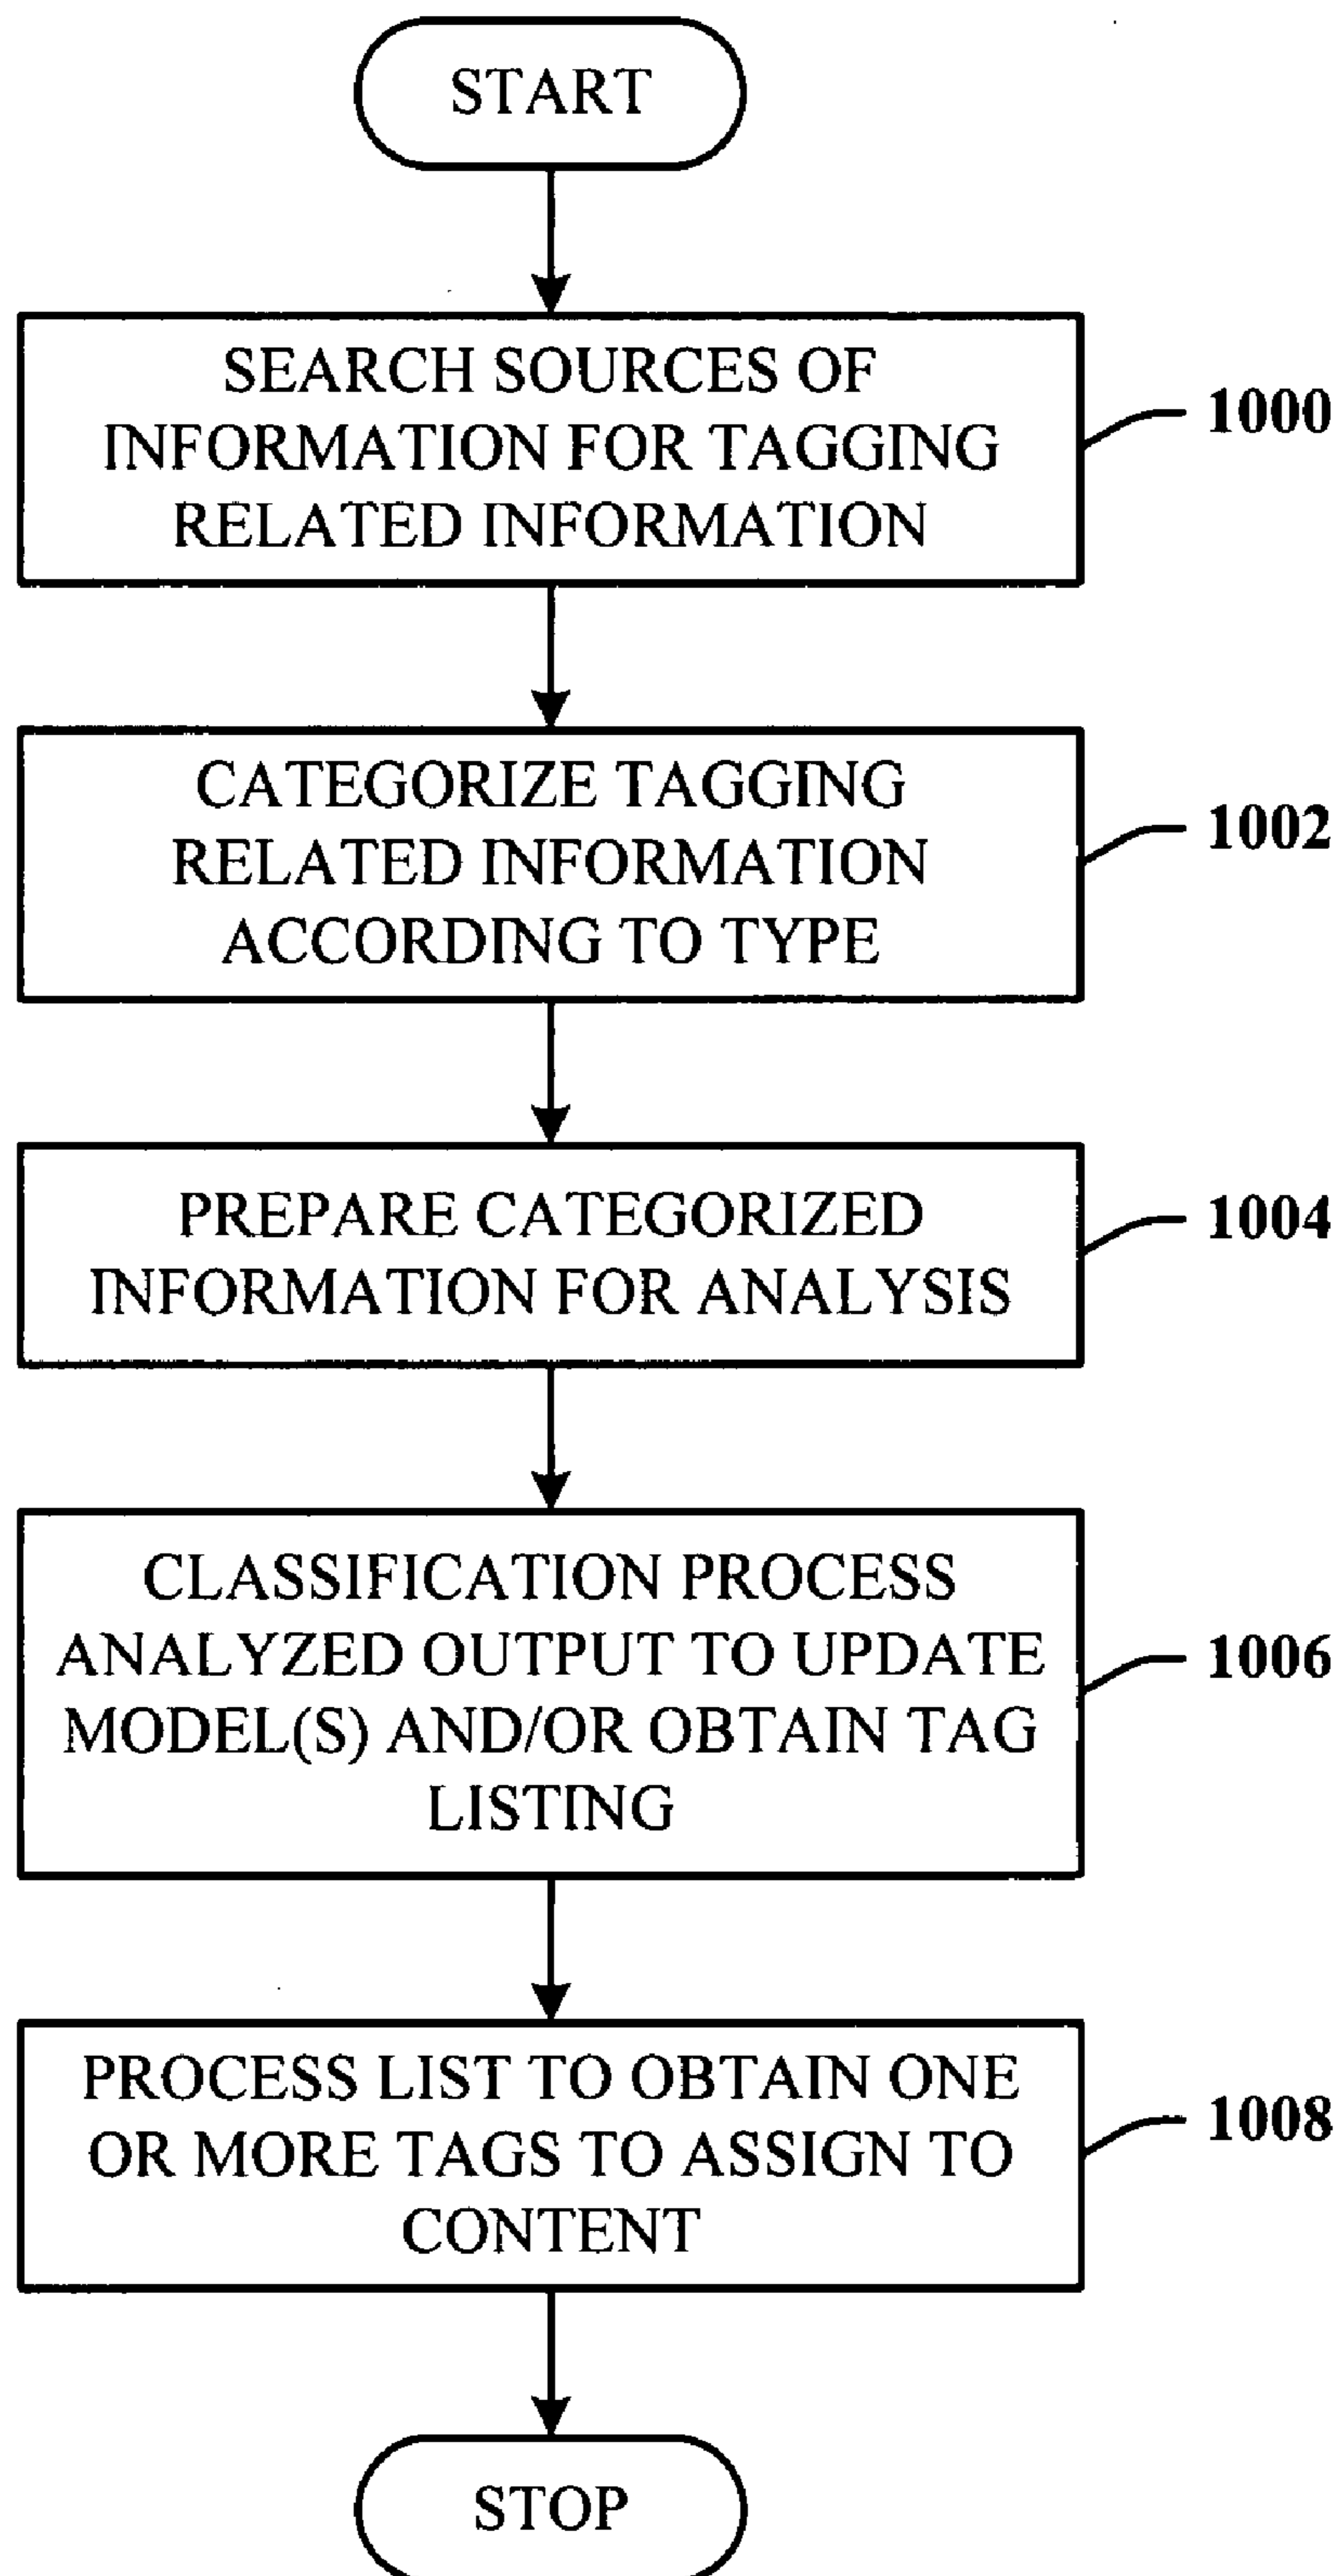 START
SEARCH SOURCES OF
INFORMATION FOR TAGGING
RELATED INFORMATION
1000
CATEGORIZE TAGGING
RELATED INFORMATION
ACCORDING TO TYPE
1002
PREPARE CATEGORIZED
INFORMATION FOR ANALYSIS
1004
CLASSIFICATION PROCESS
ANALYZED OUTPUT TO UPDATE
MODEL(S) AND/OR OBTAIN TAG
LISTING
1006
PROCESS LIST TO OBTAIN ONE
OR MORE TAGS TO ASSIGN TO
CONTENT
1008
STOP